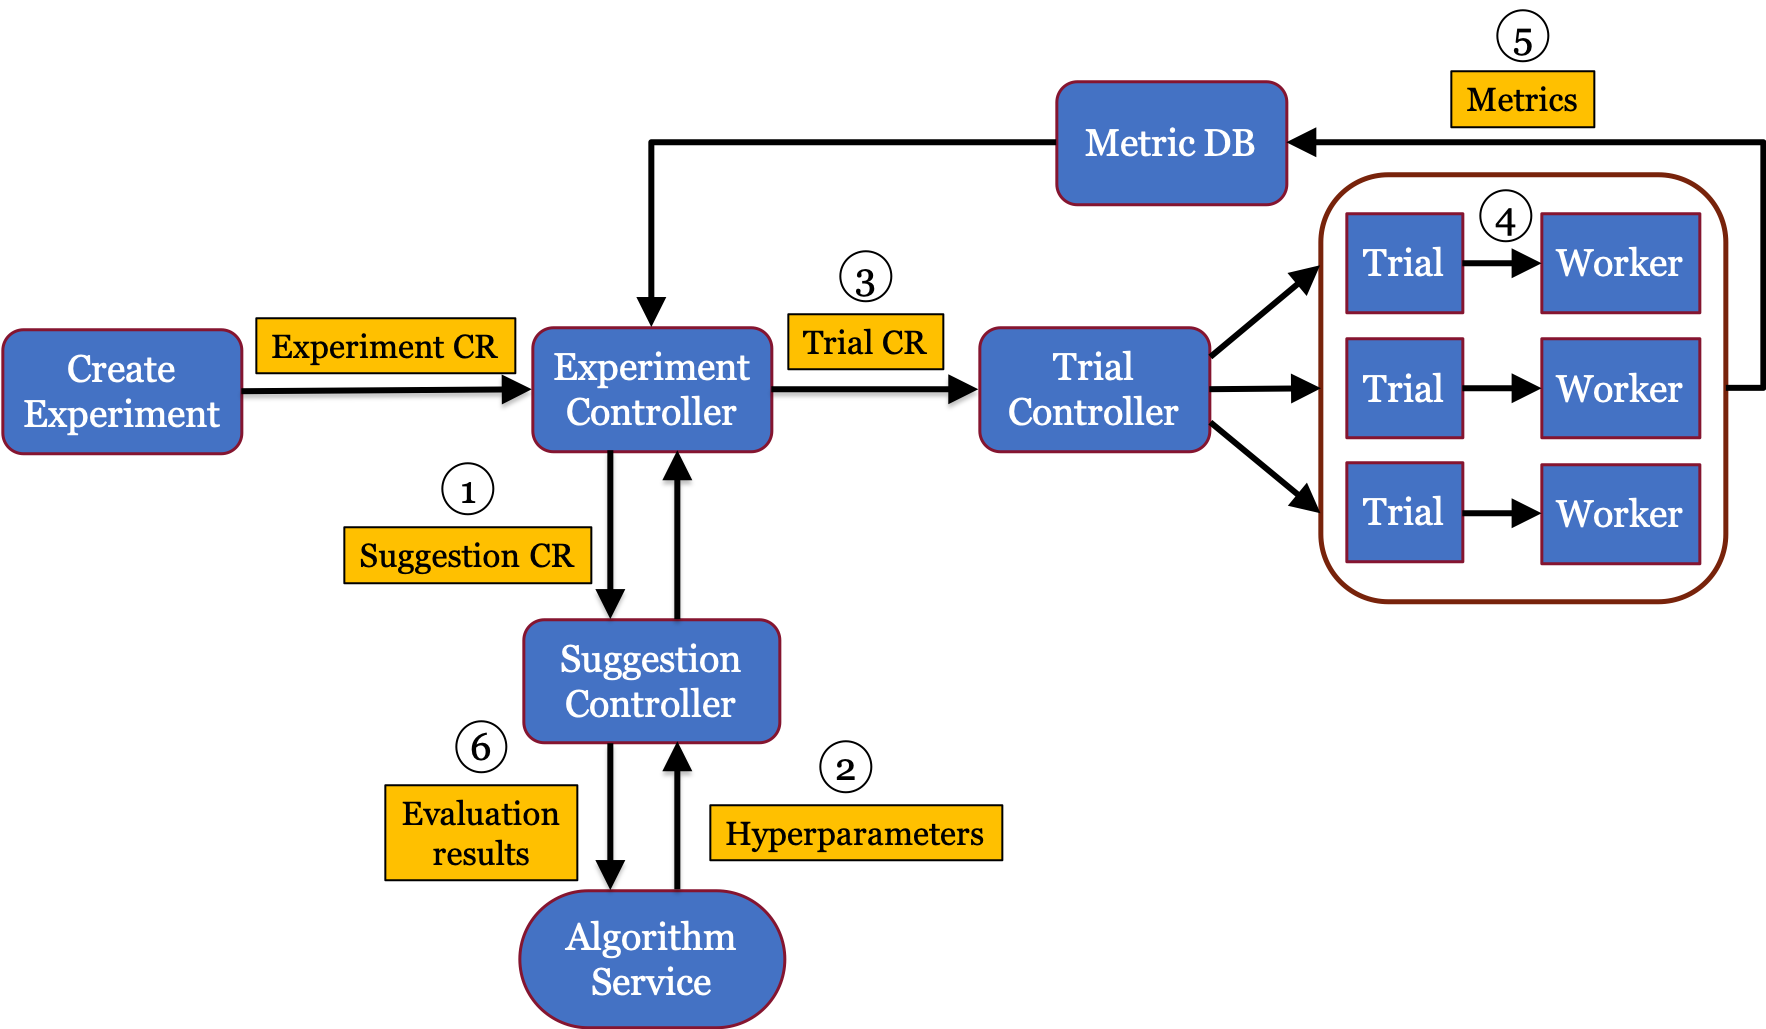 5
Metrics
Metric DB
4
Trial
Worker
3
Trial CR
Experiment CR
Create
Experiment
Experiment
Controller
Trial
Controller
Trial
Worker
1
Suggestion CR
Trial
Worker
Suggestion
Controller
6
Evaluation
results
2
Hyperparameters
Algorithm
Service